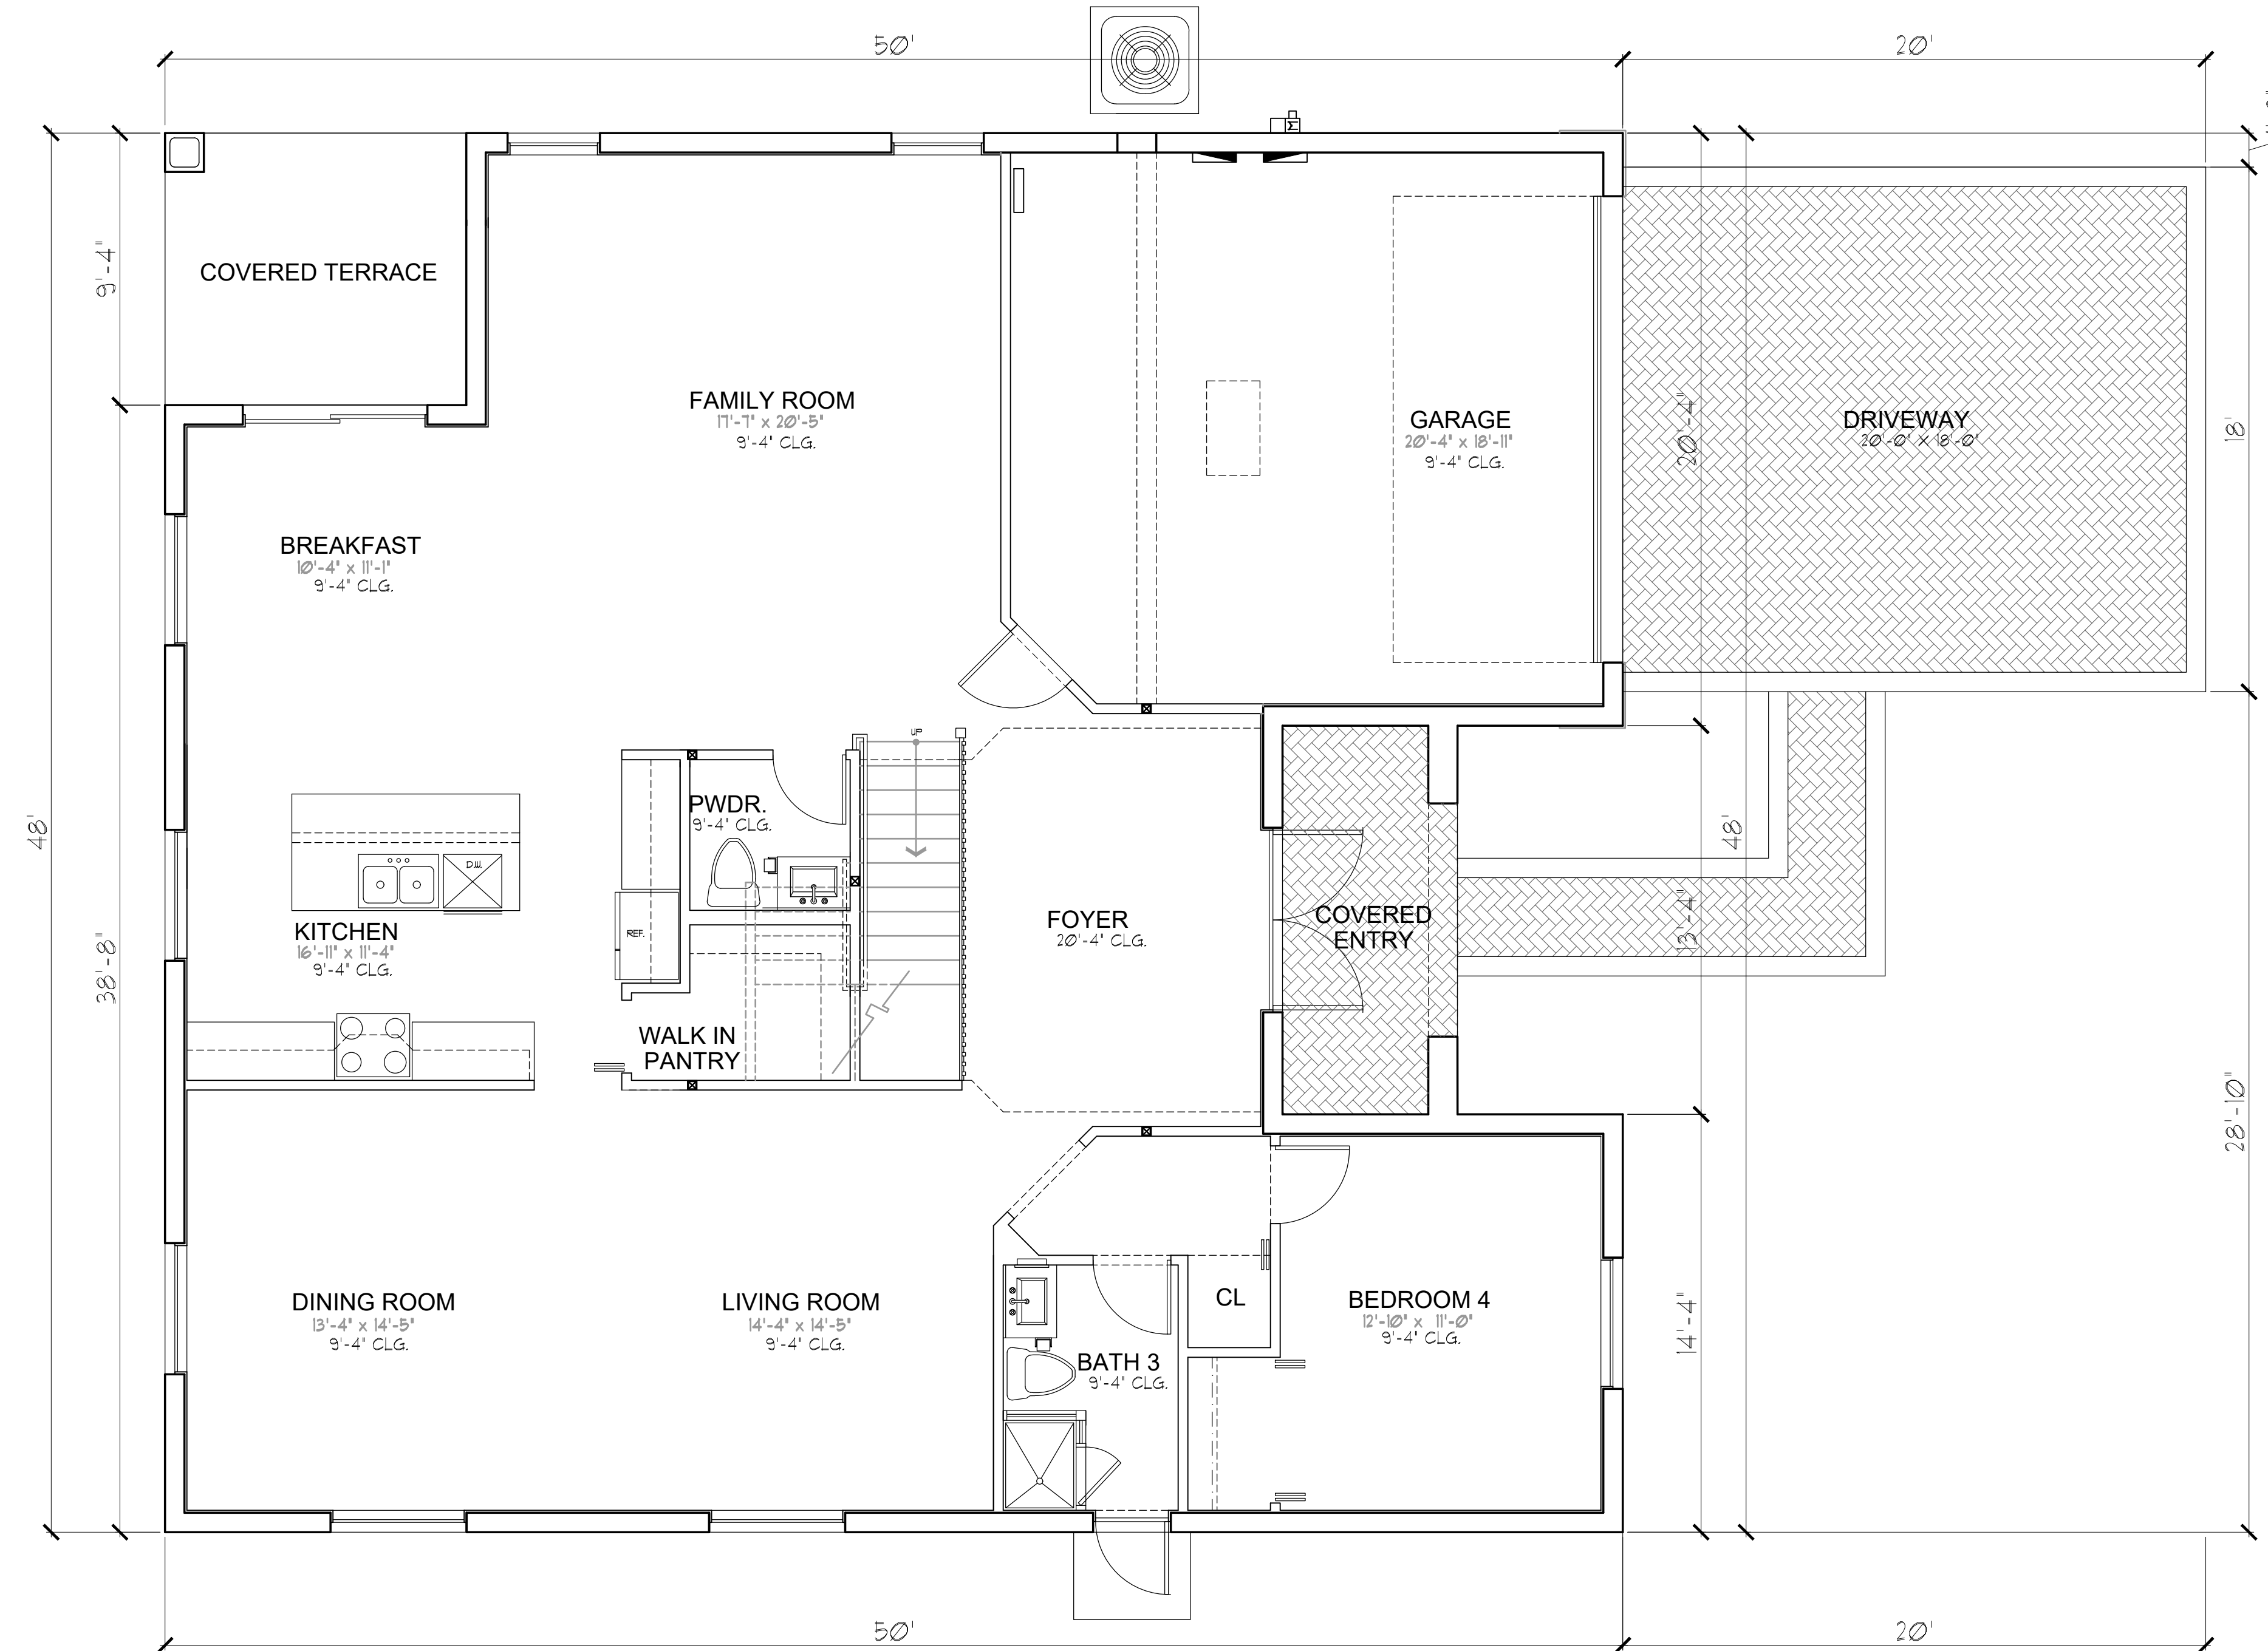 50'
20'
COVERED TERRACE
9'-4"
FAMILY ROOM
17'-7" x 20'-5"
9'-4" CLG.
GARAGE
20'-4" x 18'-11"
9'-4" CLG.
20'-4"
DRIVEWAY
20'-0" X 18'-0"
18'
BREAKFAST
10'-4" x 11'-1"
9'-4" CLG.
UP
PWDR.
9'-4" CLG.
48'
48'
D.W.
KITCHEN
16'-11" x 11'-4"
9'-4" CLG.
REF.
FOYER
20'-4" CLG.
COVERED
ENTRY
13'-4"
38'-8"
WALK IN
PANTRY
28'-10"
DINING ROOM
13'-4" x 14'-5"
9'-4" CLG.
LIVING ROOM
14'-4" x 14'-5"
9'-4" CLG.
CL
BEDROOM 4
12'-10" x 11'-0"
9'-4" CLG.
14'-4"
BATH 3
9'-4" CLG.
50'
20'